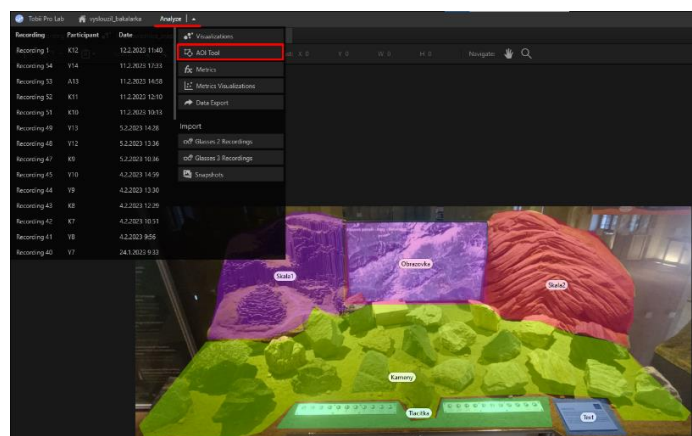 Tobii Pro Lab vyslouzil_bakalarka Analyze
Recording Participant Date
Recording 1 K12 12.2.2023 11:40
Recording 54 Y14 11.2.2023 17:33
Recording 53 A13 11.2.2023 14:58
Recording 52 K11 11.2.2023 12:10
Recording 51 K10 11.2.2023 10:13
Recording 49 Y13 5.2.2023 14:28
Recording 48 Y12 5.2.2023 13:36
Recording 47 K9 5.2.2023 10:36
Recording 45 Y10 4.2.2023 14:59
Recording 44 Y9 4.2.2023 13:30
Recording 43 K8 4.2.2023 12:29
Recording 42 K7 4.2.2023 10:51
Recording 41 Y8 4.2.2023 9:56
Recording 40 Y7 24.1.2023 9:33
Visualizations
AOI Tool
Metrics
Metrics Visualizations
Data Export
Import
Glasses 2 Recordings
Glasses 3 Recordings
Snapshots
X 0 Y 0 W 0 H 0 Navigate:
Skala1
Obrazovka
Skala2
Kameny
Tlacitka
Text